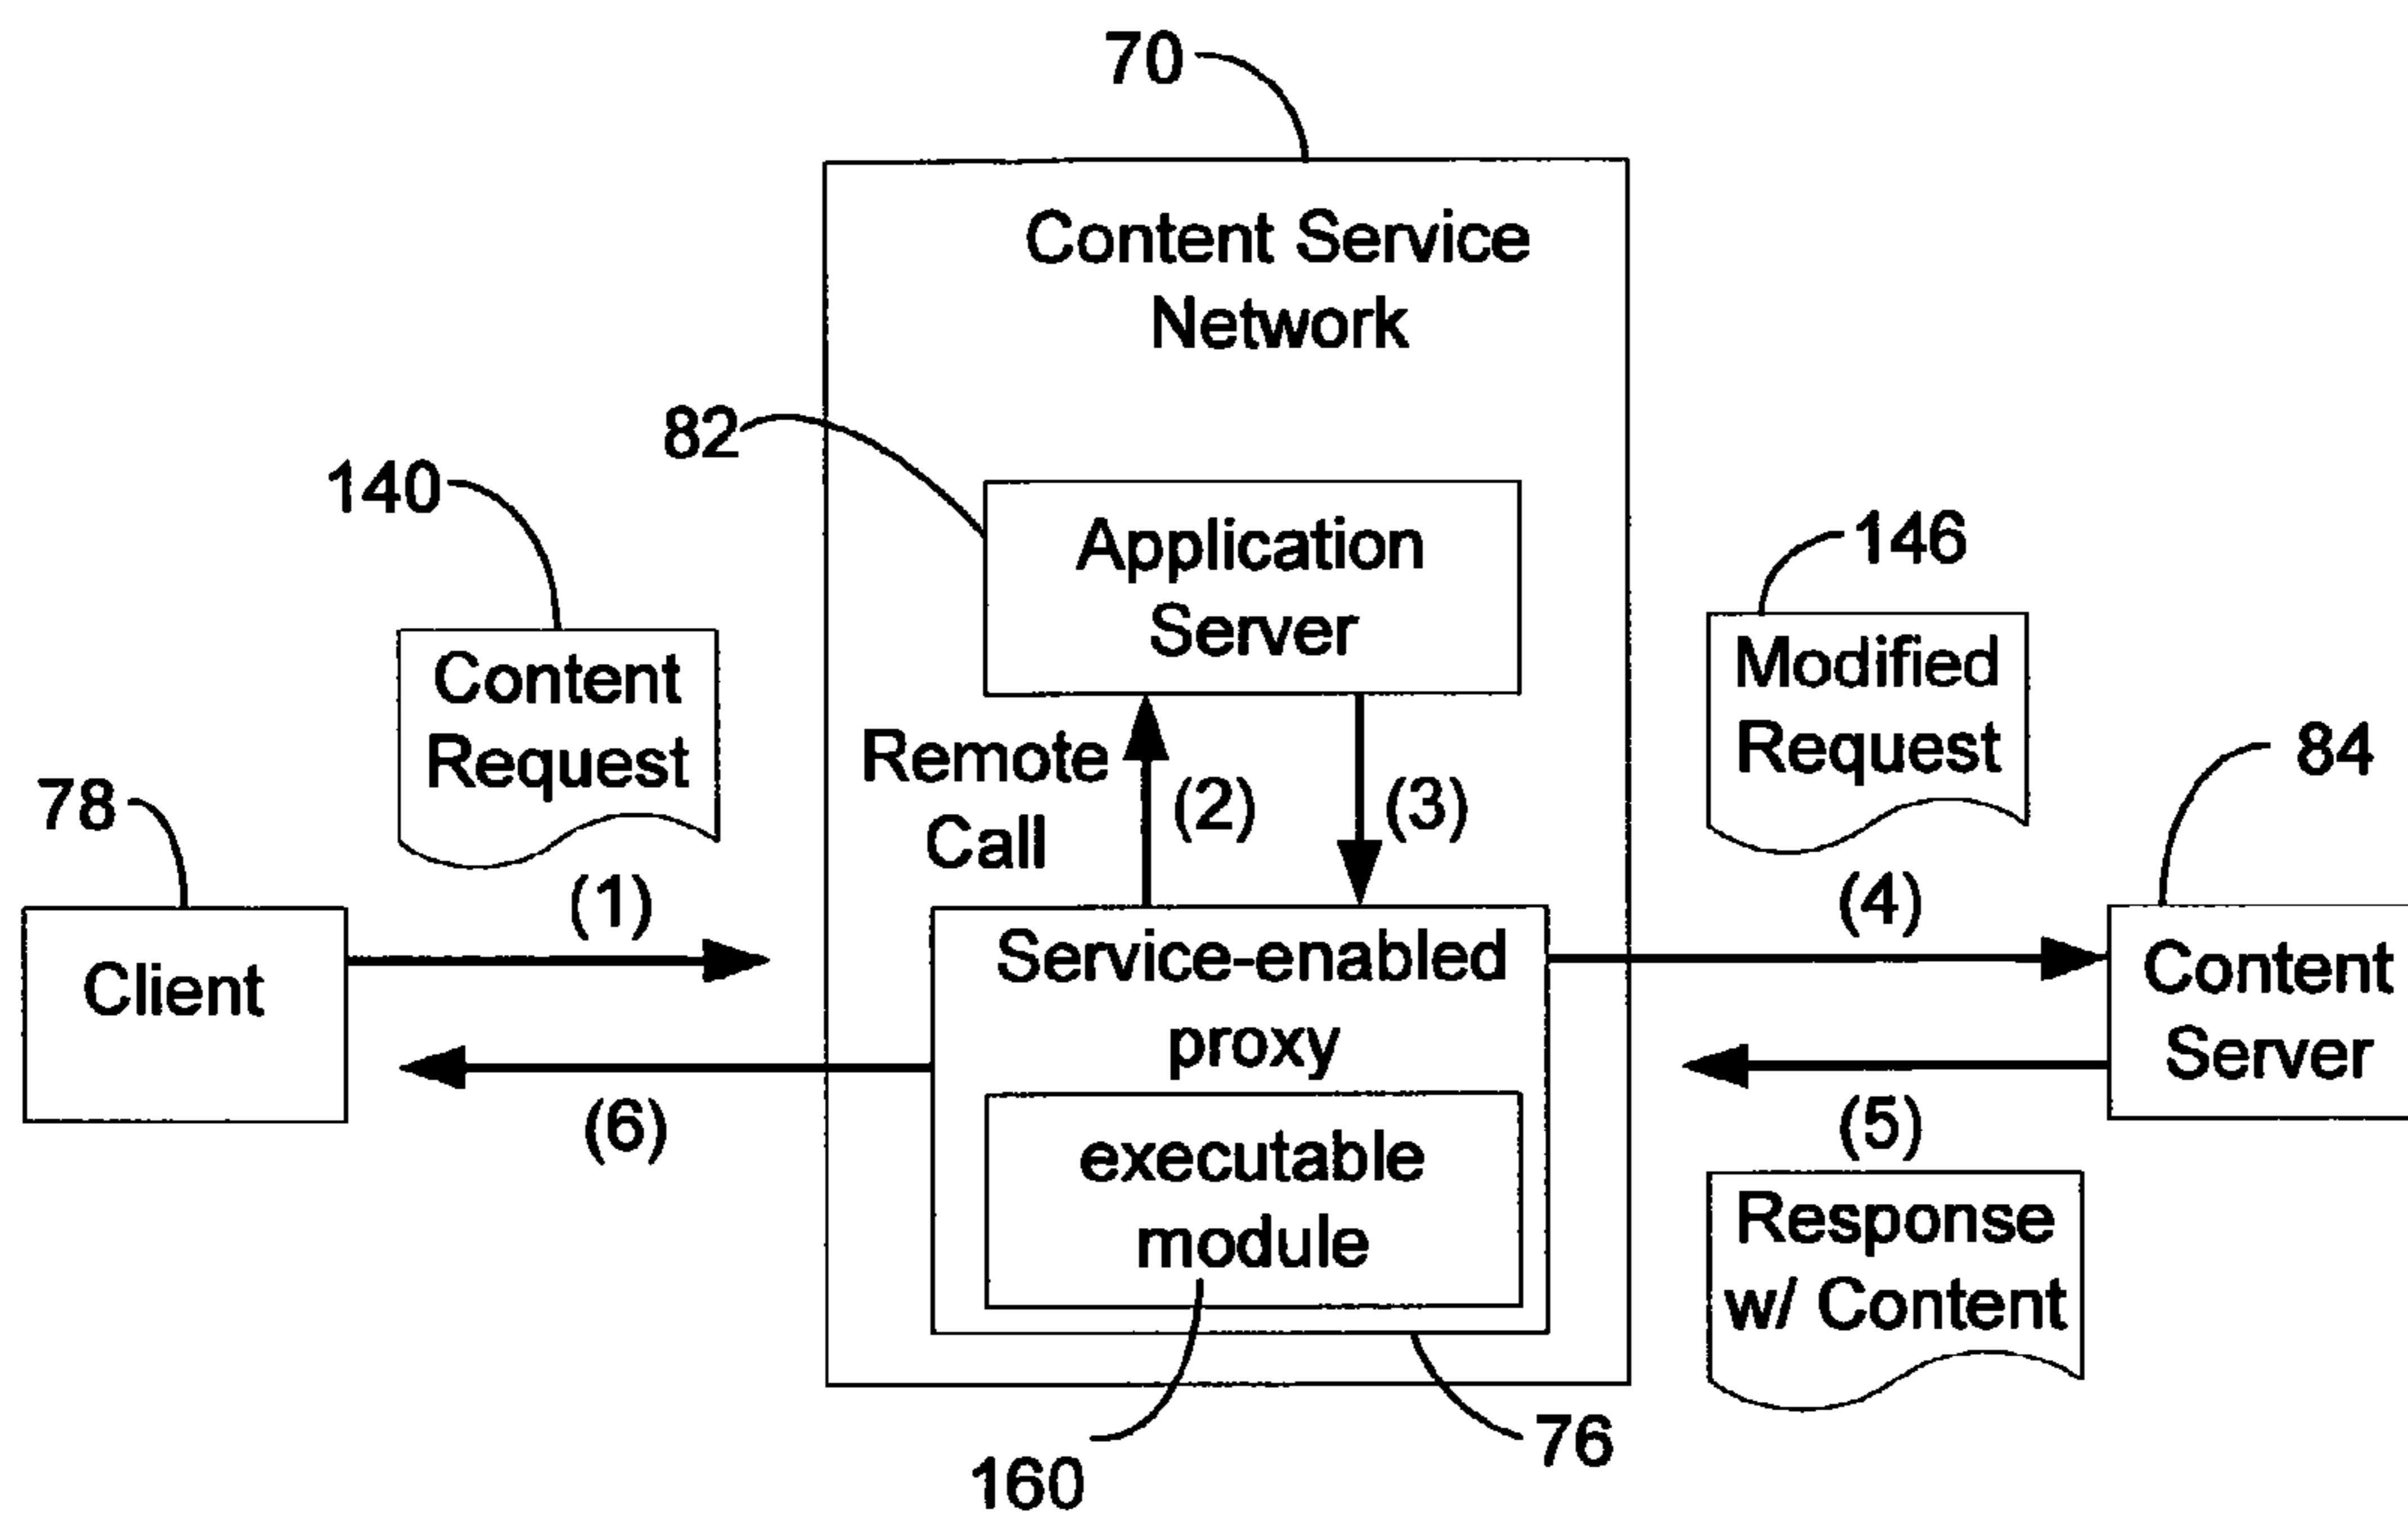 70
Content Service
Network
82
140
Application
Server
146
Content
Request
Modified
Request
78
Remote
Call
(2)
(3)
84
(1)
(4)
Client
Service-enabled
proxy
Content
Server
(6)
(5)
executable
module
Response
w/ Content
160
76